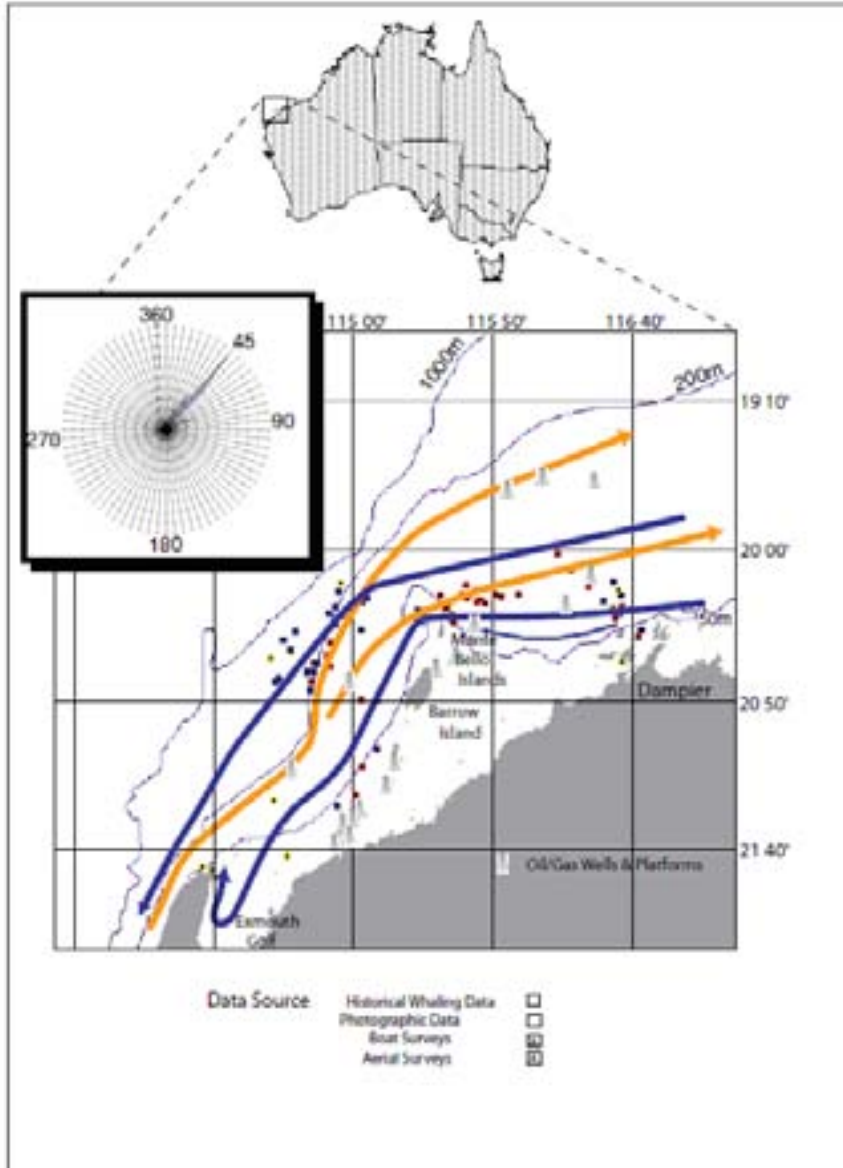 360
45
90
180
270
115 00'
115 50'
116 40'
1000m
200m
19 10'
20 00'
50m
Monte
Bello
Islands
Dampier
20 50'
Barrow
Island
21 40'
Oil/Gas Wells & Platforms
Exmouth
Golf
Data Source
Historical Whaling Data
Photographic Data
Boat Surveys
Aerial Surveys